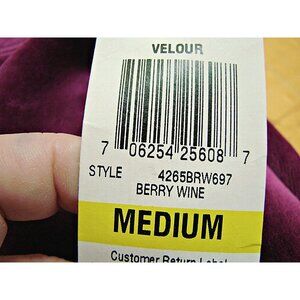 VELOUR
7 06254 25608 7
STYLE 4265BRW697
BERRY WINE
MEDIUM
Customer Return Label